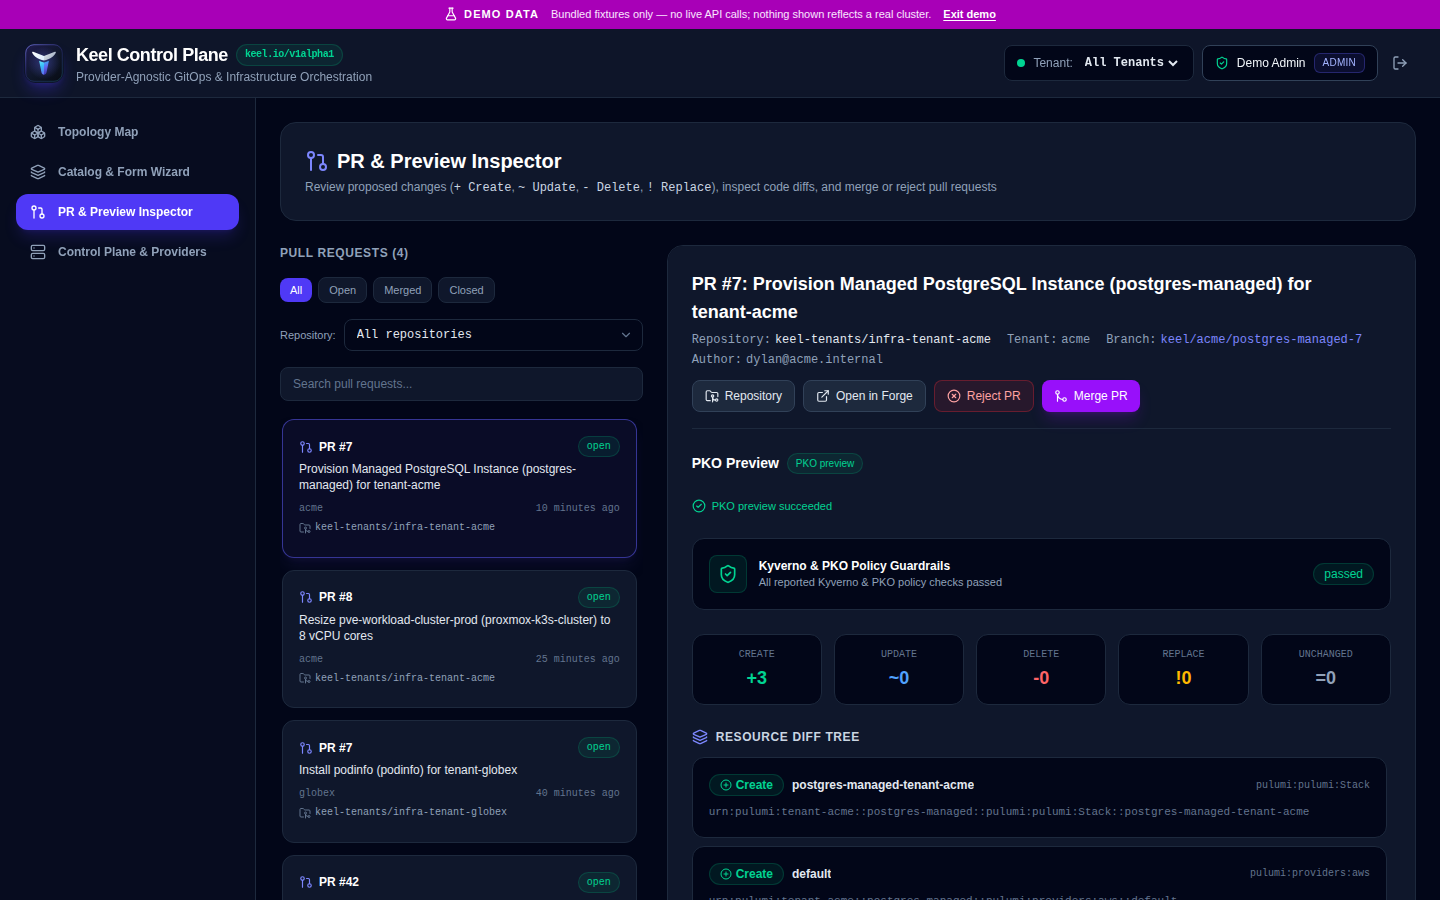 DEMO DATA Bundled fixtures only — no live API calls; nothing shown reflects a real cluster. Exit demo
Keel Control Plane keel.io/v1alpha1
Provider-Agnostic GitOps & Infrastructure Orchestration
Tenant: All Tenants
Demo Admin ADMIN
Topology Map
Catalog & Form Wizard
PR & Preview Inspector
Control Plane & Providers
PR & Preview Inspector
Review proposed changes (+ Create, ~ Update, - Delete, ! Replace), inspect code diffs, and merge or reject pull requests
PULL REQUESTS (4)
All Open Merged Closed
Repository: All repositories
Search pull requests...
PR #7 open
Provision Managed PostgreSQL Instance (postgres-
managed) for tenant-acme
acme 10 minutes ago
keel-tenants/infra-tenant-acme
PR #8 open
Resize pve-workload-cluster-prod (proxmox-k3s-cluster) to
8 vCPU cores
acme 25 minutes ago
keel-tenants/infra-tenant-acme
PR #7 open
Install podinfo (podinfo) for tenant-globex
globex 40 minutes ago
keel-tenants/infra-tenant-globex
PR #42 open
PR #7: Provision Managed PostgreSQL Instance (postgres-managed) for
tenant-acme
Repository: keel-tenants/infra-tenant-acme Tenant: acme Branch: keel/acme/postgres-managed-7
Author: dylan@acme.internal
Repository Open in Forge Reject PR Merge PR
PKO Preview PKO preview
PKO preview succeeded
Kyverno & PKO Policy Guardrails
All reported Kyverno & PKO policy checks passed
passed
CREATE UPDATE DELETE REPLACE UNCHANGED
+3 ~0 -0 !0 =0
RESOURCE DIFF TREE
Create postgres-managed-tenant-acme pulumi:pulumi:Stack
urn:pulumi:tenant-acme::postgres-managed::pulumi:pulumi:Stack::postgres-managed-tenant-acme
Create default pulumi:providers:aws
urn:pulumi:tenant-acme::postgres-managed::pulumi:providers:aws::default